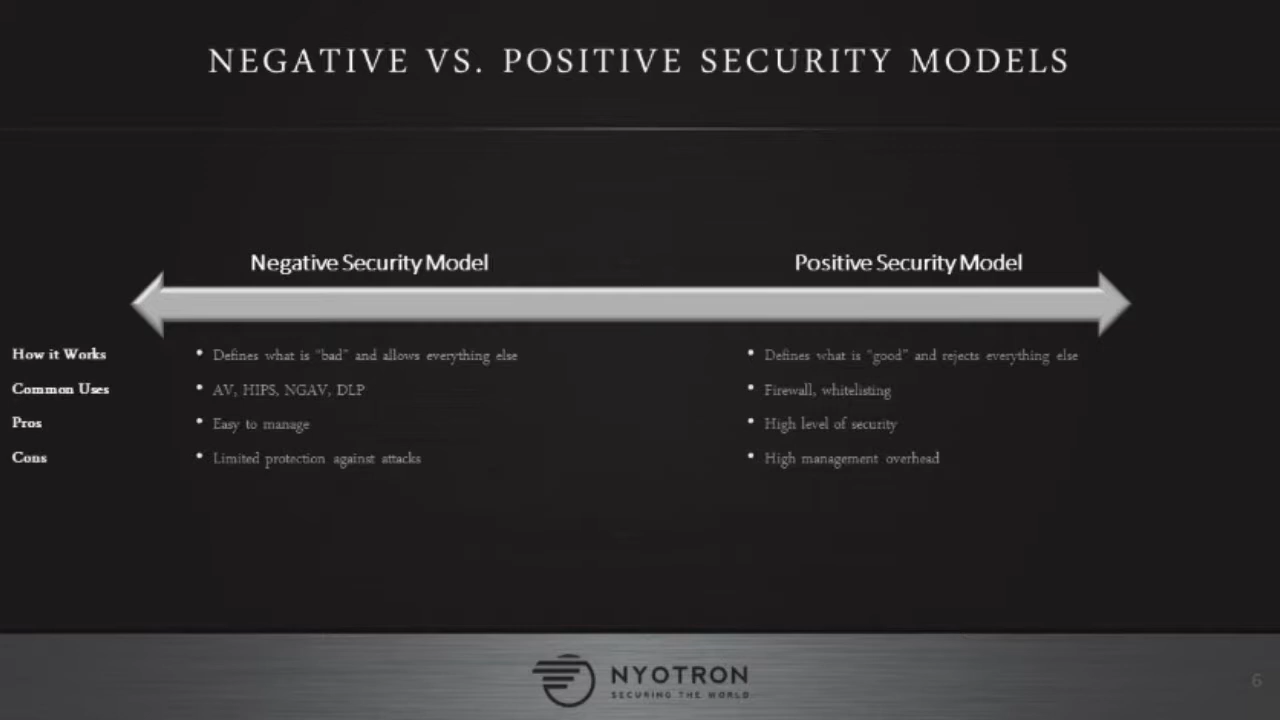 NEGATIVE VS. POSITIVE SECURITY MODELS
Negative Security Model
Positive Security Model
How it Works
• Defines what is "bad" and allows everything else
• Defines what is "good" and rejects everything else
Common Uses
• AV, HIPS, NGAV, DLP
• Firewall, whitelisting
Pros
• Easy to manage
• High level of security
Cons
• Limited protection against attacks
• High management overhead
NYOTRON
SECURING THE WORLD
6